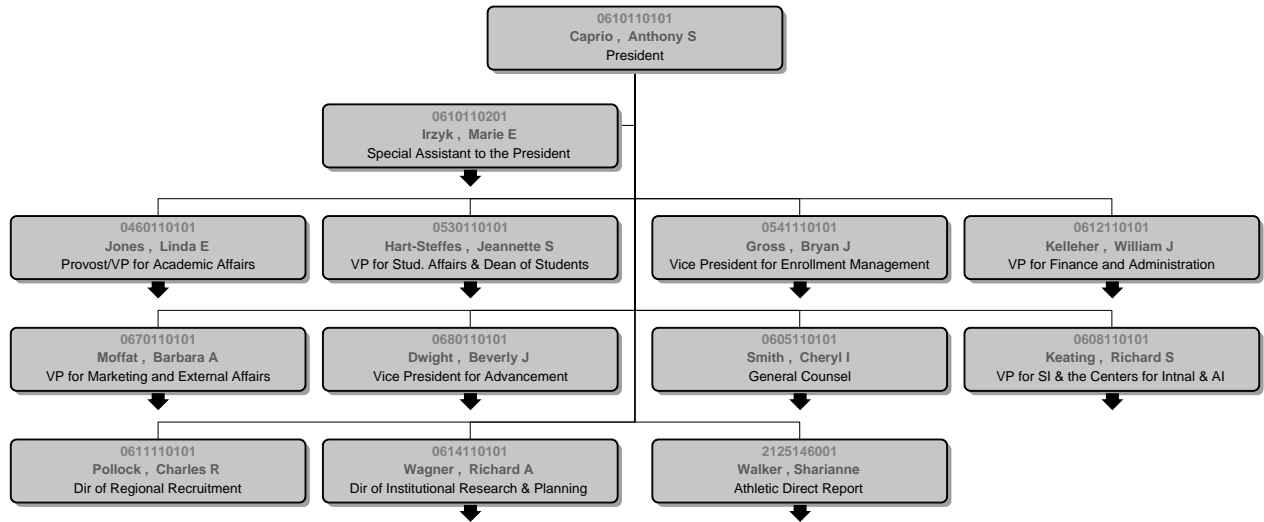 0610110101
Caprio , Anthony S
President
0610110201
Irzyk , Marie E
Special Assistant to the President
0460110101
Jones , Linda E
Provost/VP for Academic Affairs
0530110101
Hart-Steffes , Jeannette S
VP for Stud. Affairs & Dean of Students
0541110101
Gross , Bryan J
Vice President for Enrollment Management
0612110101
Kelleher , William J
VP for Finance and Administration
0670110101
Moffat , Barbara A
VP for Marketing and External Affairs
0680110101
Dwight , Beverly J
Vice President for Advancement
0605110101
Smith , Cheryl I
General Counsel
0608110101
Keating , Richard S
VP for SI & the Centers for Intnal & AI
0611110101
Pollock , Charles R
Dir of Regional Recruitment
0614110101
Wagner , Richard A
Dir of Institutional Research & Planning
2125146001
Walker , Sharianne
Athletic Direct Report